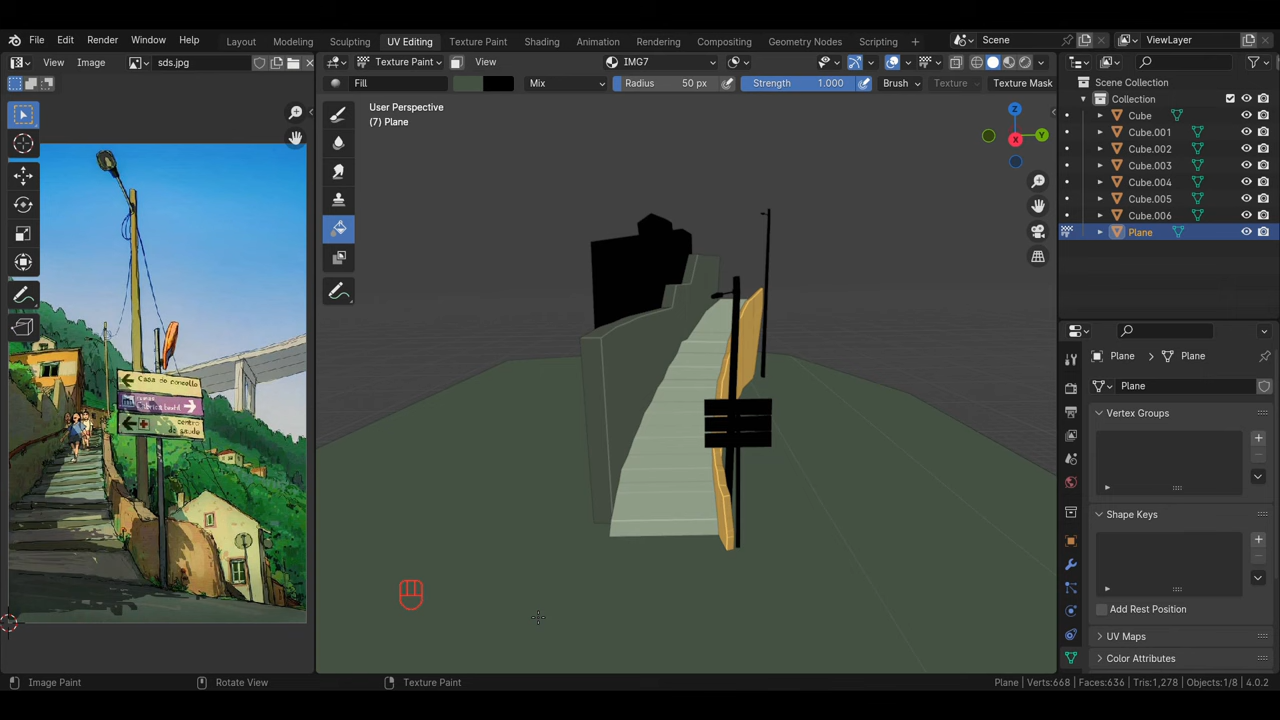 File Edit Render Window Help
Layout Modeling Sculpting UV Editing Texture Paint Shading Animation Rendering Compositing Geometry Nodes Scripting +
Scene
ViewLayer
View Image sds.jpg
Texture Paint View
IMG7
Fill
Mix
Radius 50 px
Strength 1.000
Brush
Texture
Texture Mask
User Perspective
(7) Plane
Z
Y
X
Scene Collection
Collection
Cube
Cube.001
Cube.002
Cube.003
Cube.004
Cube.005
Cube.006
Plane
Plane Plane
Plane
Vertex Groups
Shape Keys
Add Rest Position
UV Maps
Color Attributes
Casa do concello
centro
de saúde
Image Paint
Rotate View
Texture Paint
Plane | Verts:668 | Faces:636 | Tris:1,278 | Objects:1/8 | 4.0.2